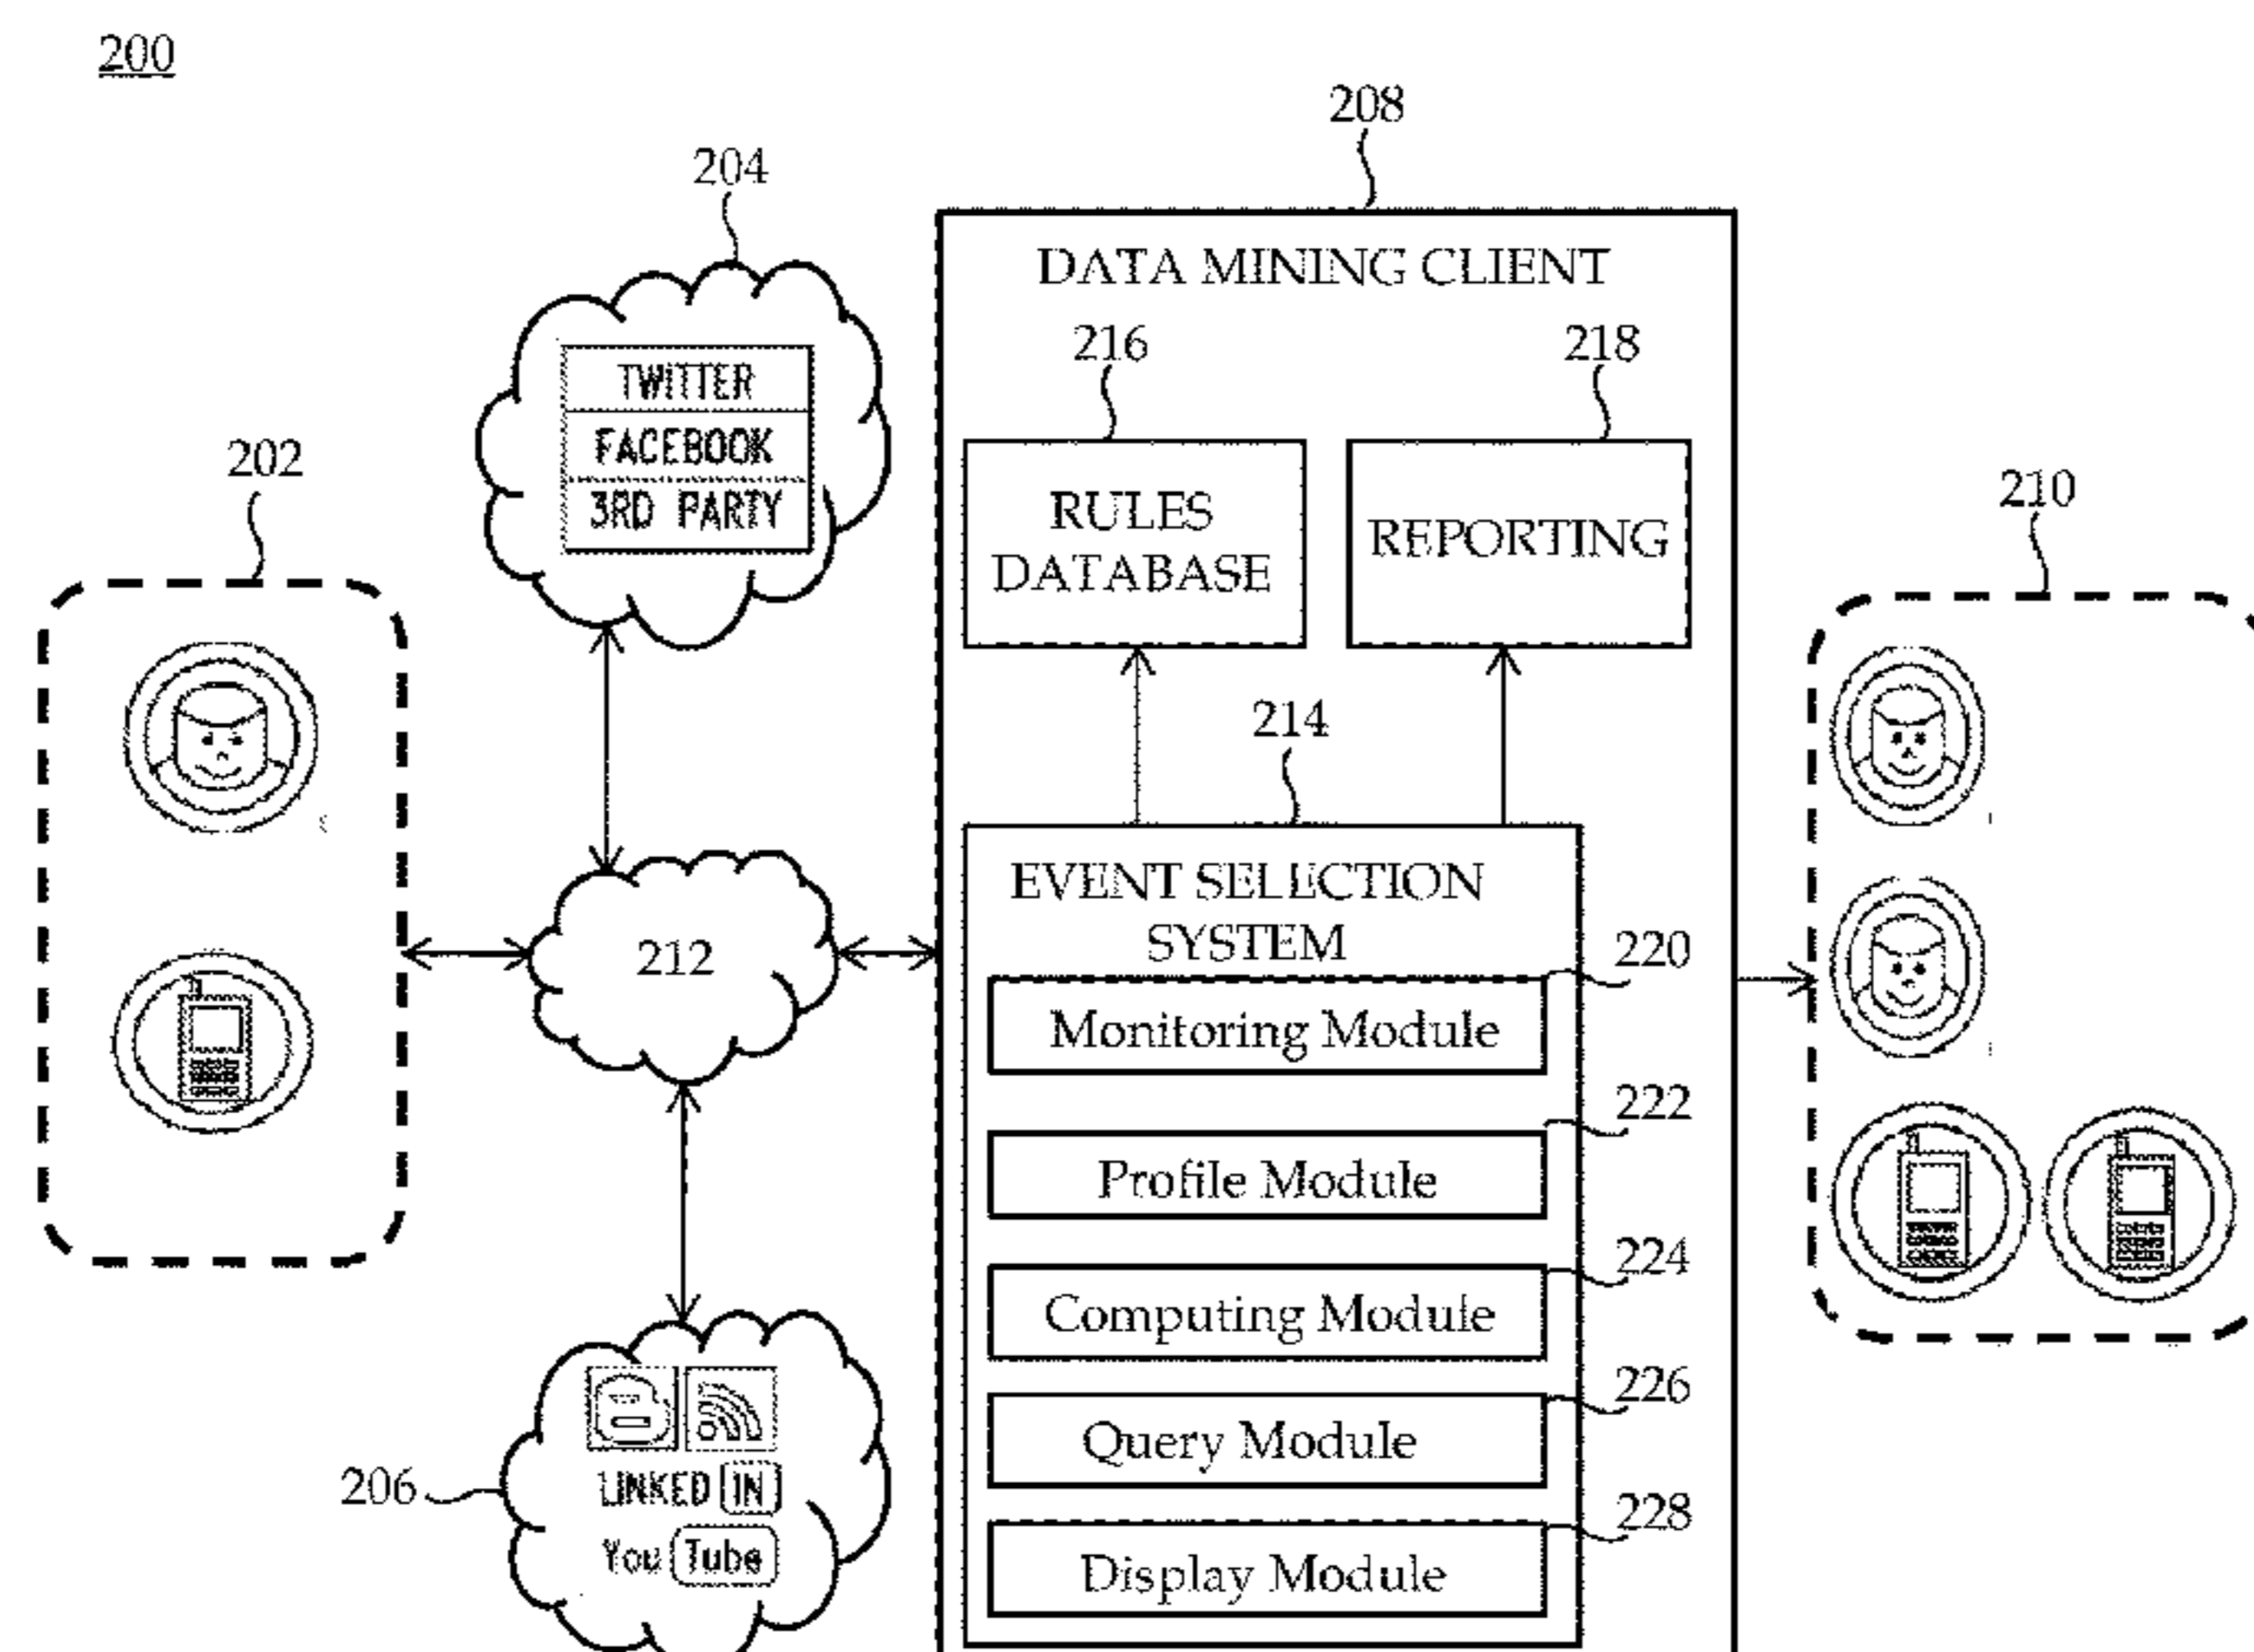 200
208
204
DATA MINING CLIENT
TWITTER
FACEBOOK
3RD PARTY
216
218
202
RULES
DATABASE
REPORTING
210
214
EVENT SELECTION
SYSTEM
212
220
Monitoring Module
222
Profile Module
224
Computing Module
226
Query Module
206
LINKED IN
You Tube
228
Display Module